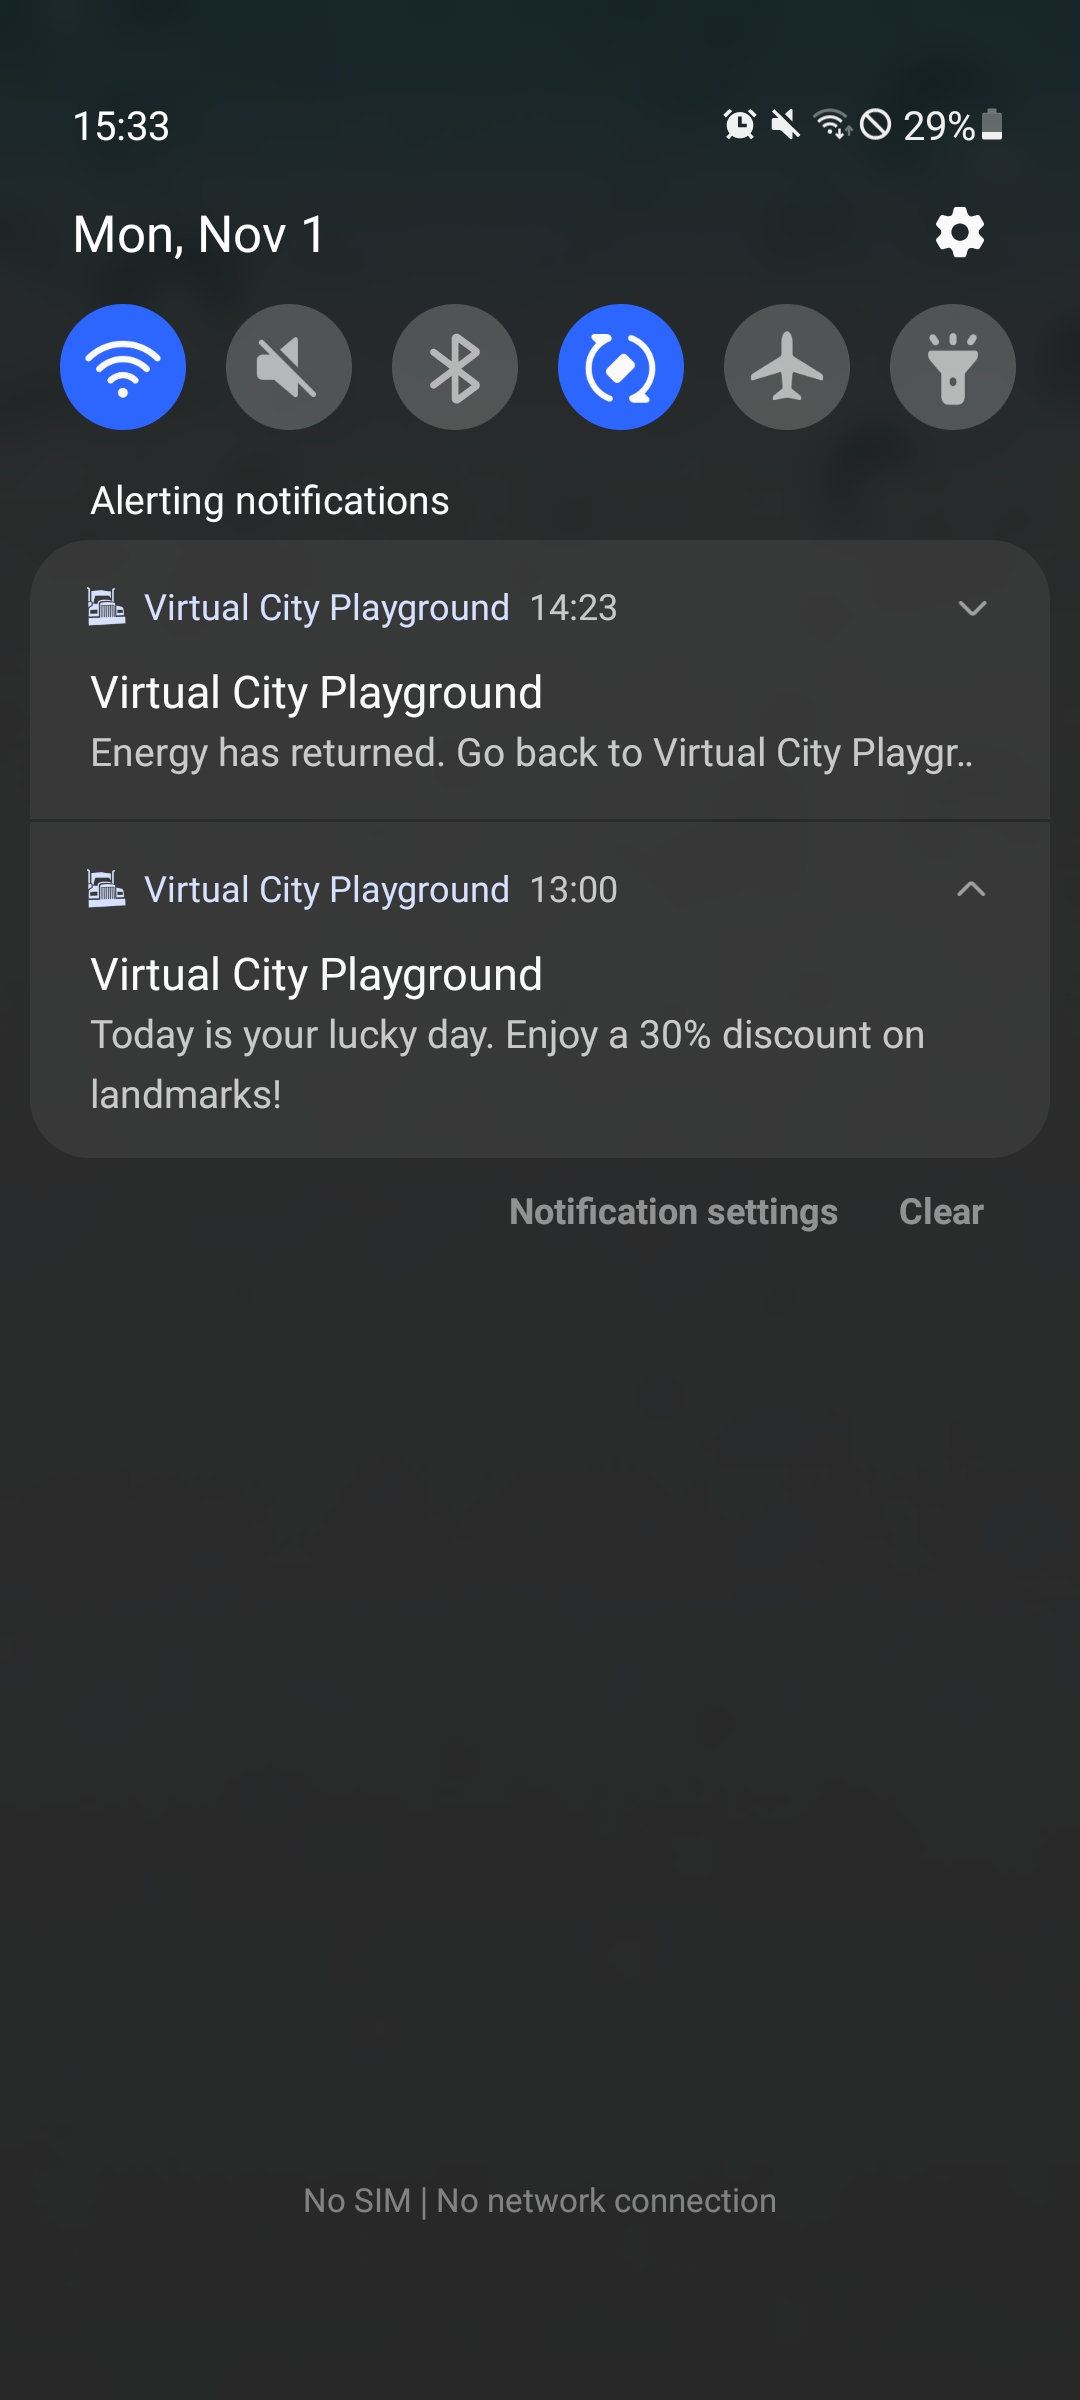 15:33 29%
Mon, Nov 1
Alerting notifications
Virtual City Playground 14:23
Virtual City Playground
Energy has returned. Go back to Virtual City Playgr..
Virtual City Playground 13:00
Virtual City Playground
Today is your lucky day. Enjoy a 30% discount on
landmarks!
Notification settings Clear
No SIM | No network connection